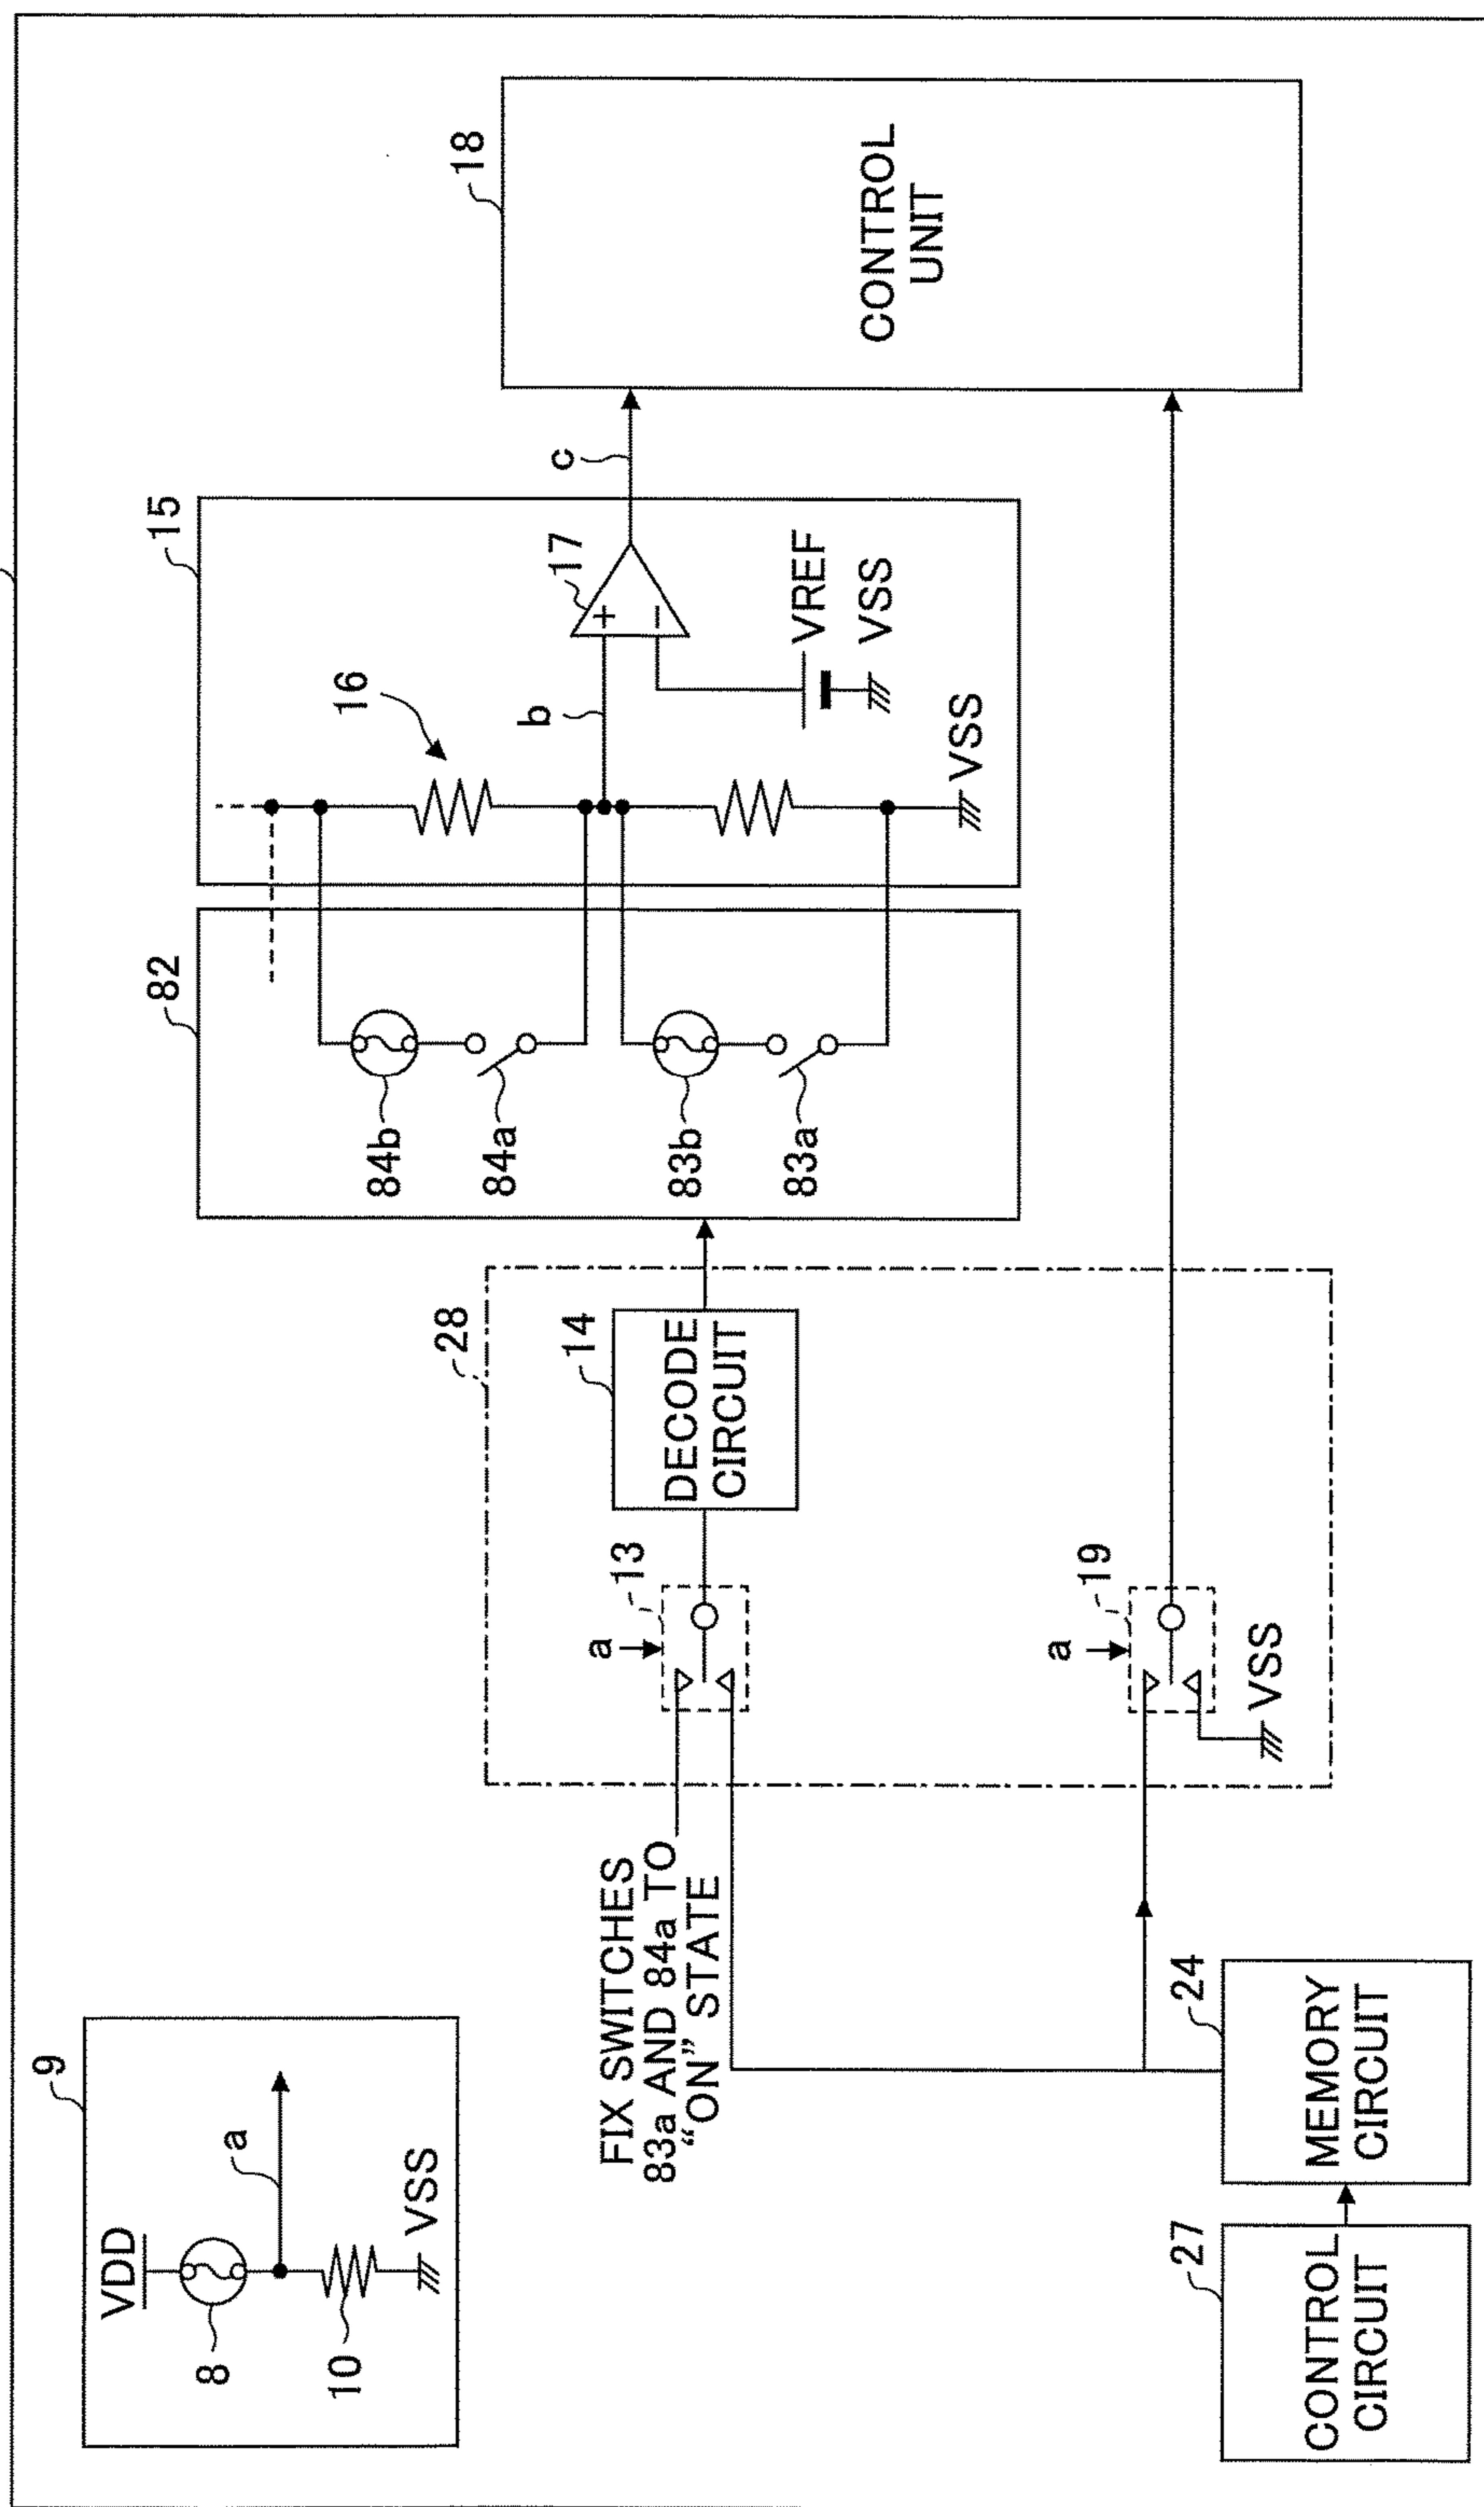 9
VDD
8
a
10
VSS
FIX SWITCHES
83a AND 84a TO
“ON” STATE
27
CONTROL
CIRCUIT
24
MEMORY
CIRCUIT
28
a
13
14
DECODE
CIRCUIT
a
19
VSS
82
84b
84a
83b
83a
15
16
b
17
+
−
VREF
VSS
VSS
c
18
CONTROL
UNIT